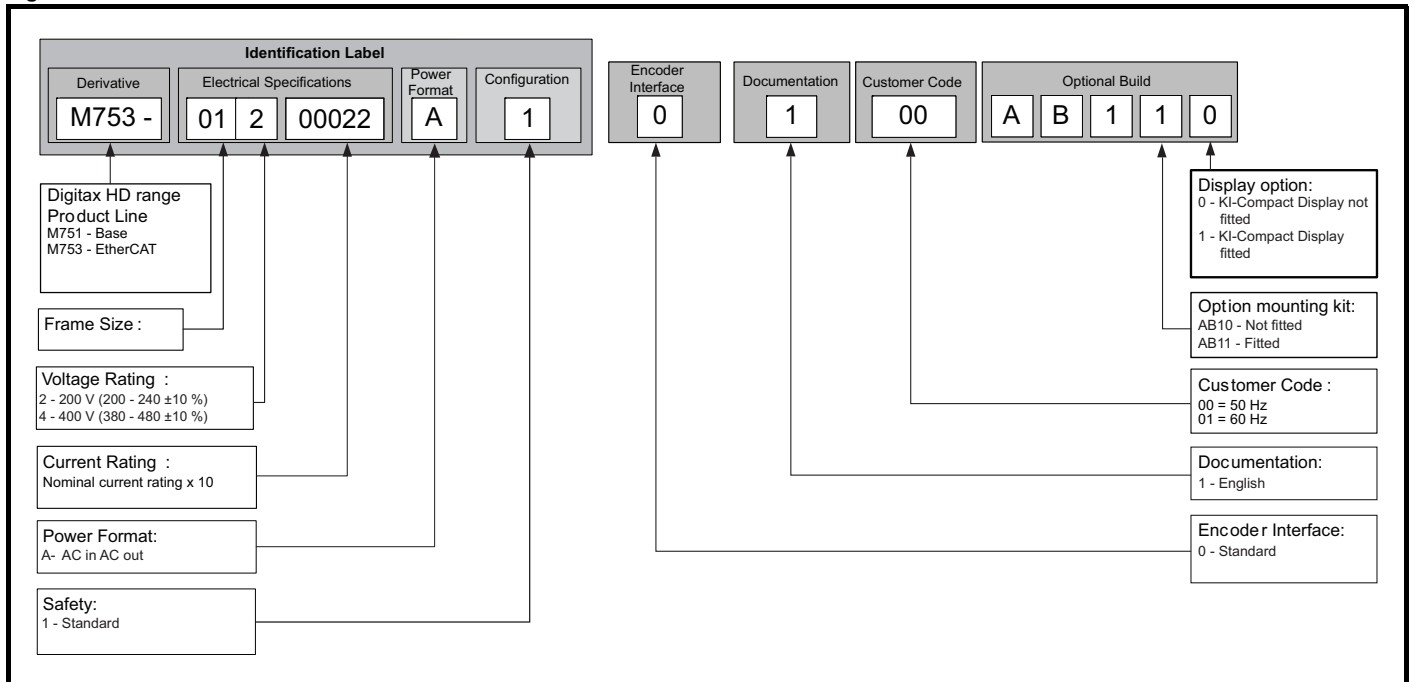 Identification Label
Derivative
Electrical Specifications
Power
Format
Configuration
Encoder
Interface
Documentation
Customer Code
Optional Build
M753 -
01
2
00022
A
1
0
1
00
A
B
1
1
0
Digitax HD range
Product Line
M751 - Base
M753 - EtherCAT
Frame Size :
Voltage Rating :
2 - 200 V (200 - 240 ±10 %)
4 - 400 V (380 - 480 ±10 %)
Current Rating :
Nominal current rating x 10
Power Format:
A- AC in AC out
Safety:
1 - Standard
Display option:
0 - KI-Compact Display not
fitted
1 - KI-Compact Display
fitted
Option mounting kit:
AB10 - Not fitted
AB11 - Fitted
Customer Code :
00 = 50 Hz
01 = 60 Hz
Documentation:
1 - English
Encoder Interface:
0 - Standard